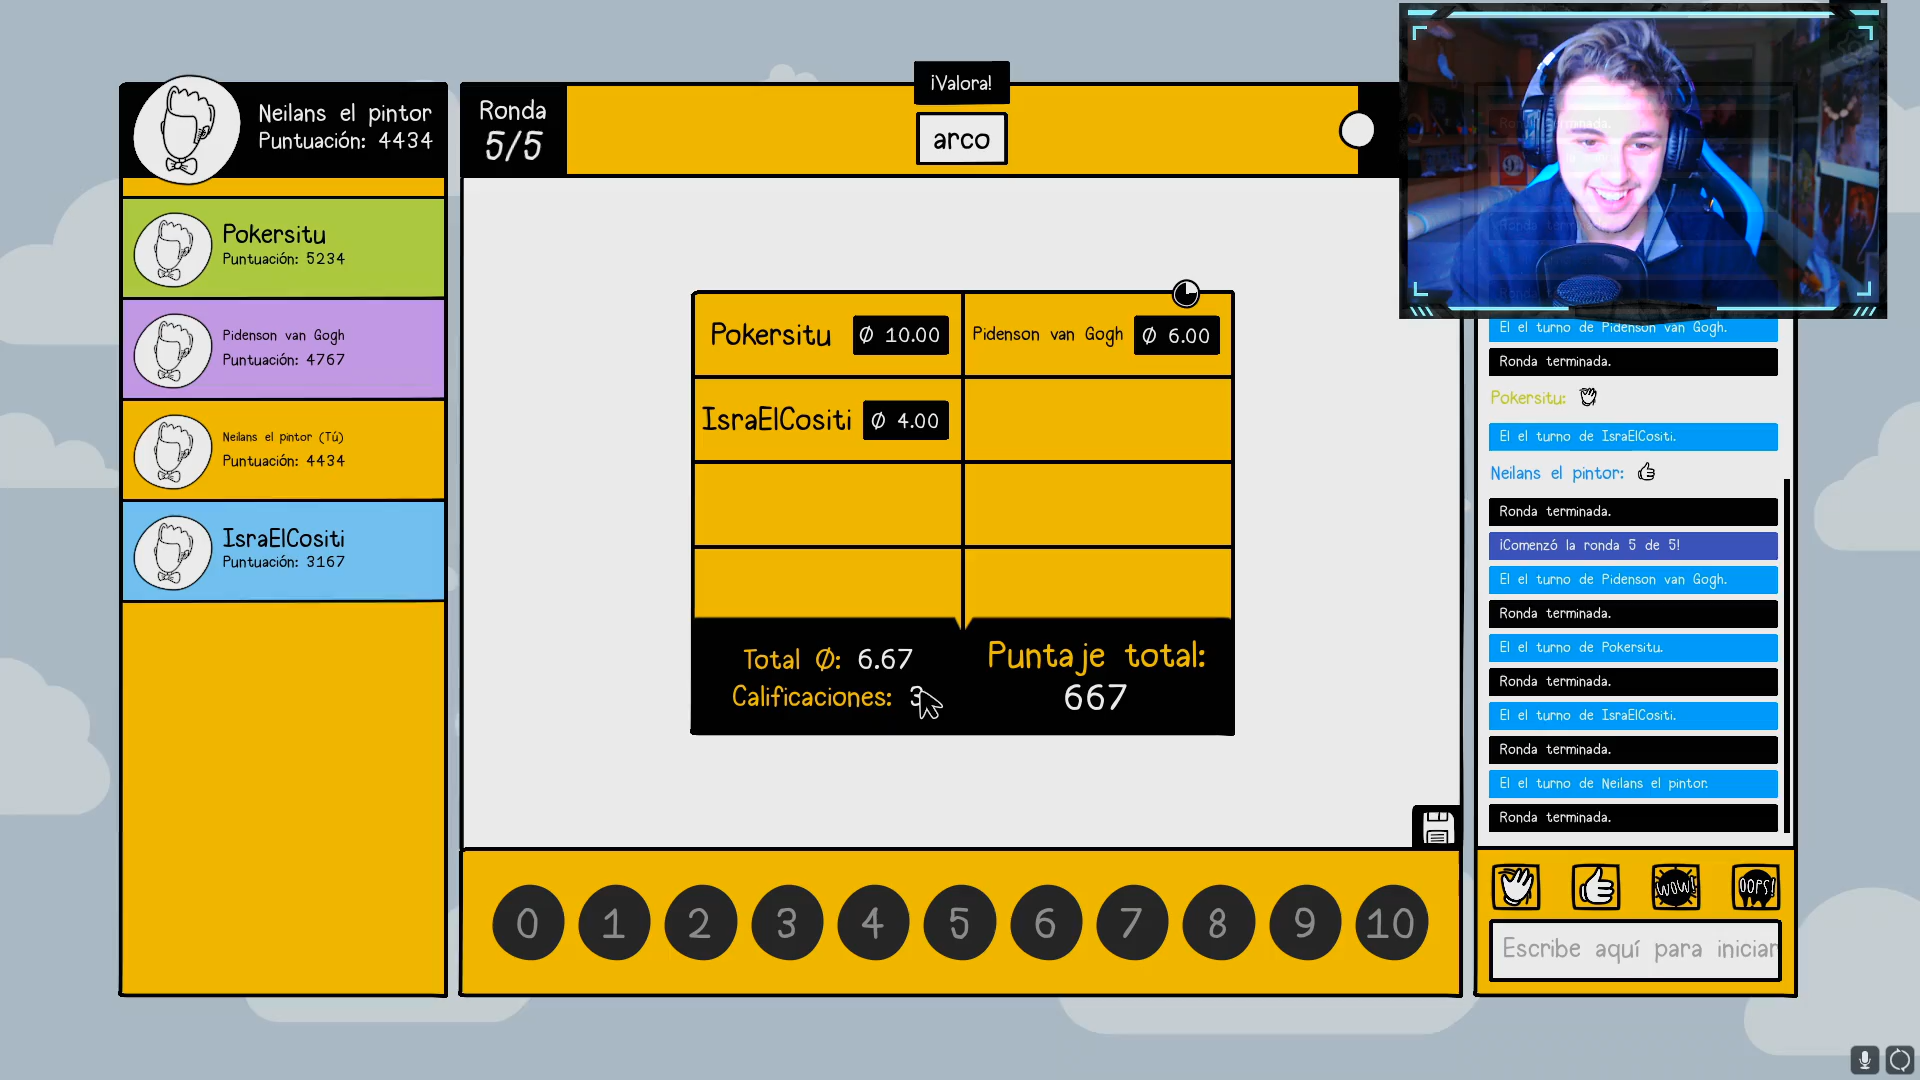 Neilans el pintor
Puntuación: 4434
Pokersitu
Puntuación: 5234
Pidenson van Gogh
Puntuación: 4767
Neilans el pintor (Tú)
Puntuación: 4434
IsraElCositi
Puntuación: 3167
Ronda
5/5
¡Valora!
arco
Pokersitu Ø 10.00
Pidenson van Gogh Ø 6.00
IsraElCositi Ø 4.00
Total Ø: 6.67
Calificaciones: 3
Puntaje total:
667
0 1 2 3 4 5 6 7 8 9 10
El el turno de Pidenson van Gogh.
Ronda terminada.
Pokersitu:
El el turno de IsraElCositi.
Neilans el pintor:
Ronda terminada.
¡Comenzó la ronda 5 de 5!
El el turno de Pidenson van Gogh.
Ronda terminada.
El el turno de Pokersitu.
Ronda terminada.
El el turno de IsraElCositi.
Ronda terminada.
El el turno de Neilans el pintor.
Ronda terminada.
WOW! OOPS!
Escribe aquí para iniciar